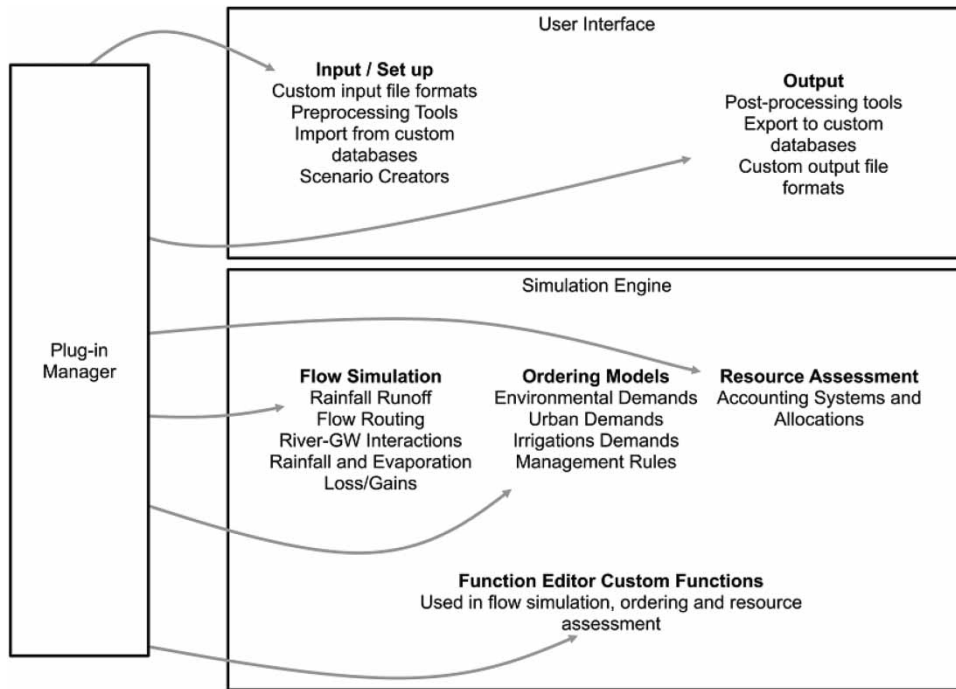 User Interface
Input / Set up
Custom input file formats
Preprocessing Tools
Import from custom
databases
Scenario Creators
Output
Post-processing tools
Export to custom
databases
Custom output file
formats
Plug-in
Manager
Simulation Engine
Flow Simulation
Rainfall Runoff
Flow Routing
River-GW Interactions
Rainfall and Evaporation
Loss/Gains
Ordering Models
Environmental Demands
Urban Demands
Irrigations Demands
Management Rules
Resource Assessment
Accounting Systems and
Allocations
Function Editor Custom Functions
Used in flow simulation, ordering and resource
assessment